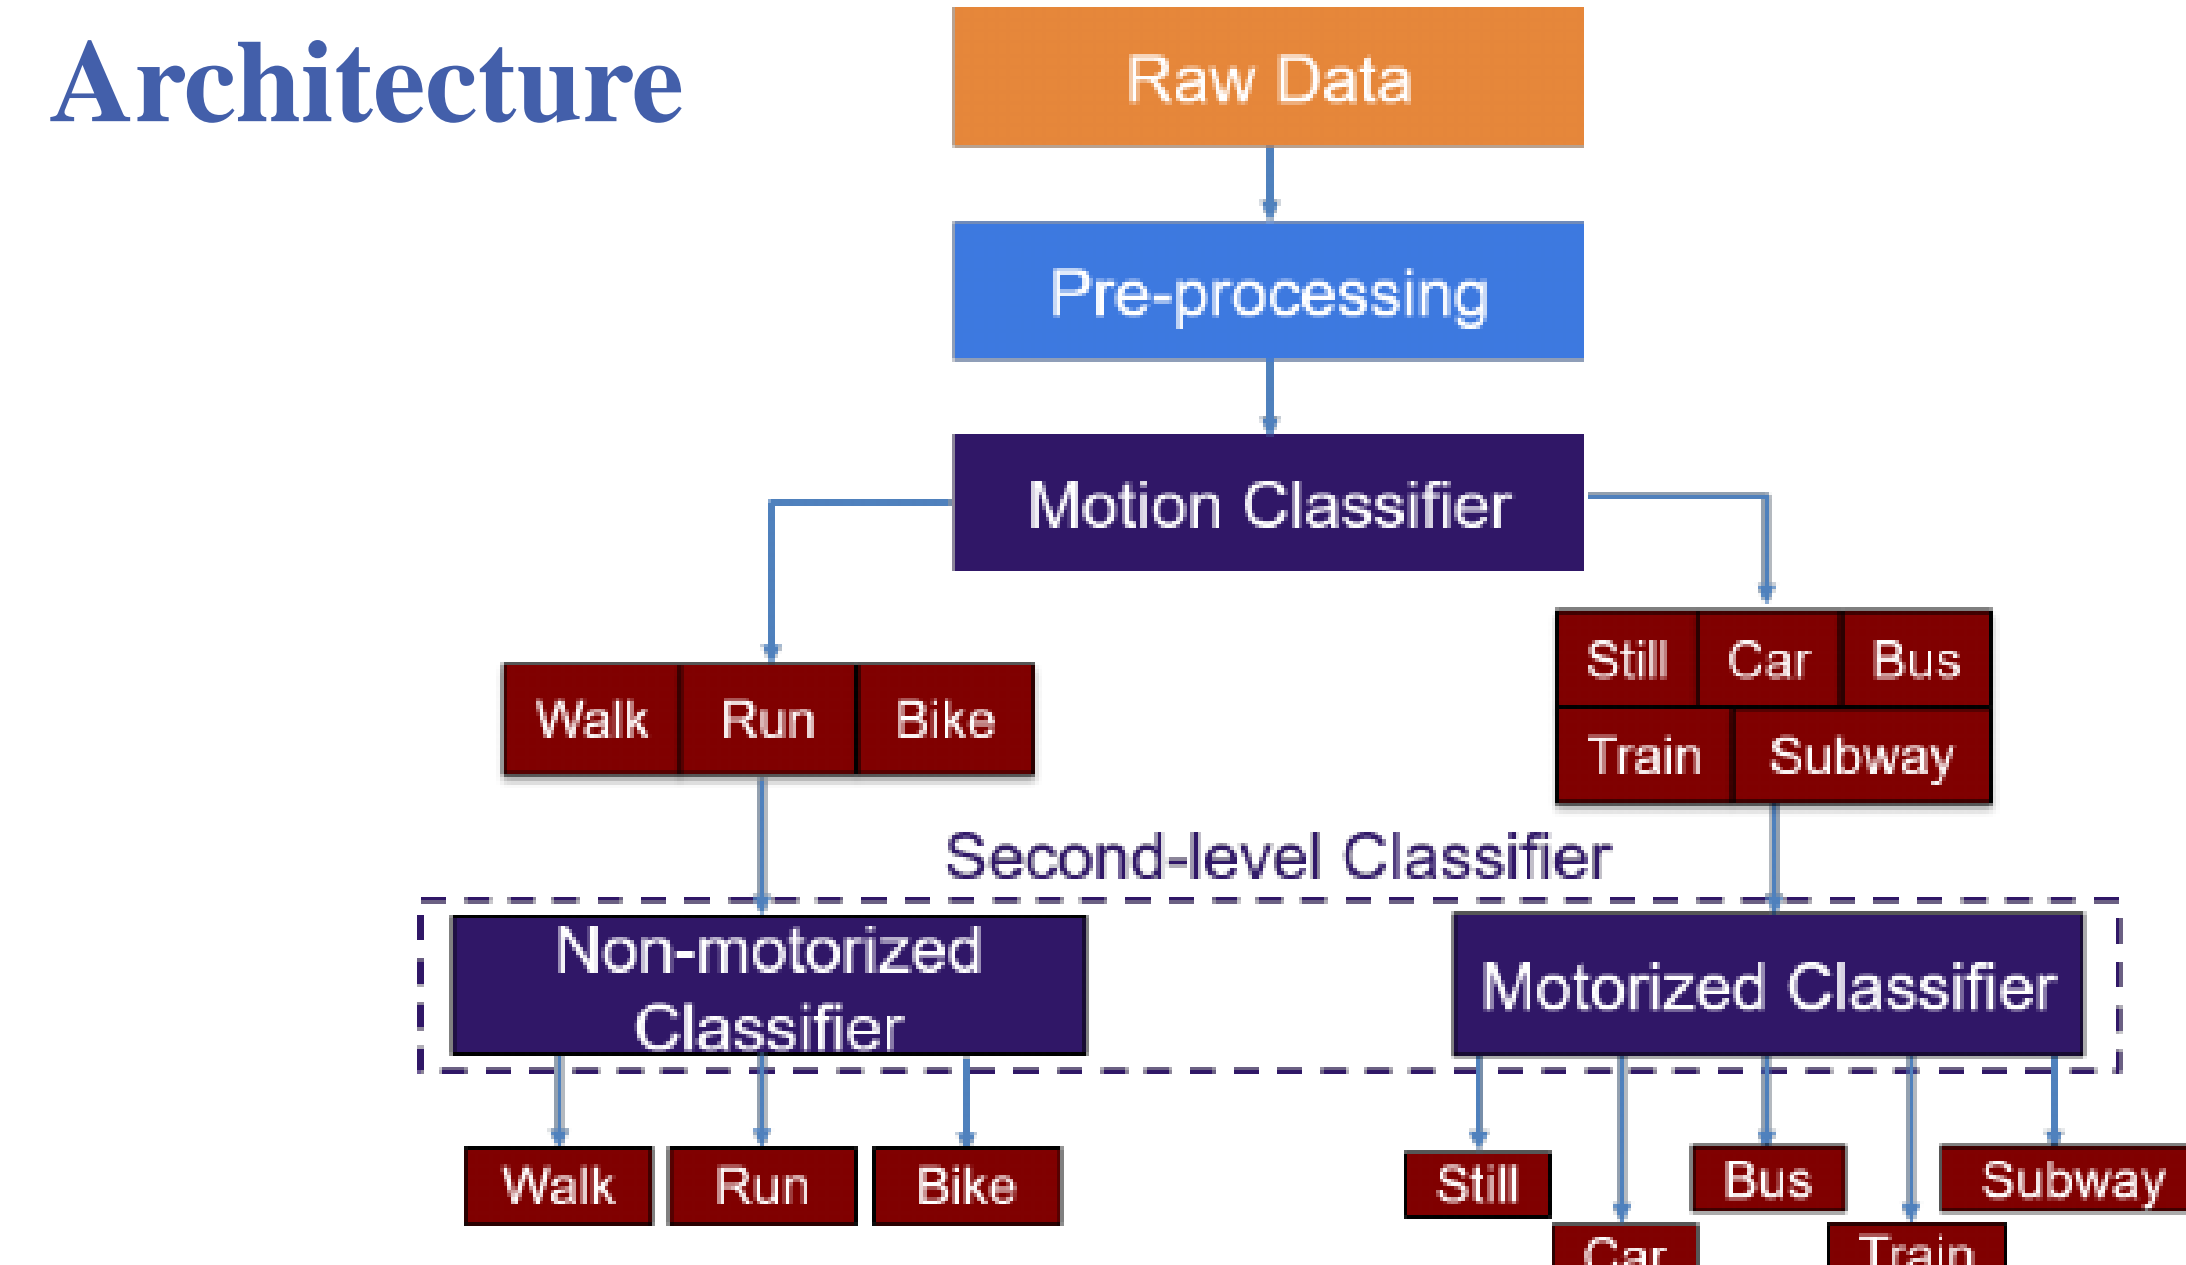 Architecture
Raw Data
Pre-processing
Motion Classifier
Walk Run Bike
Still Car Bus
Train Subway
Second-level Classifier
Non-motorized
Classifier
Motorized Classifier
Walk Run Bike
Still Bus Subway
Car Train